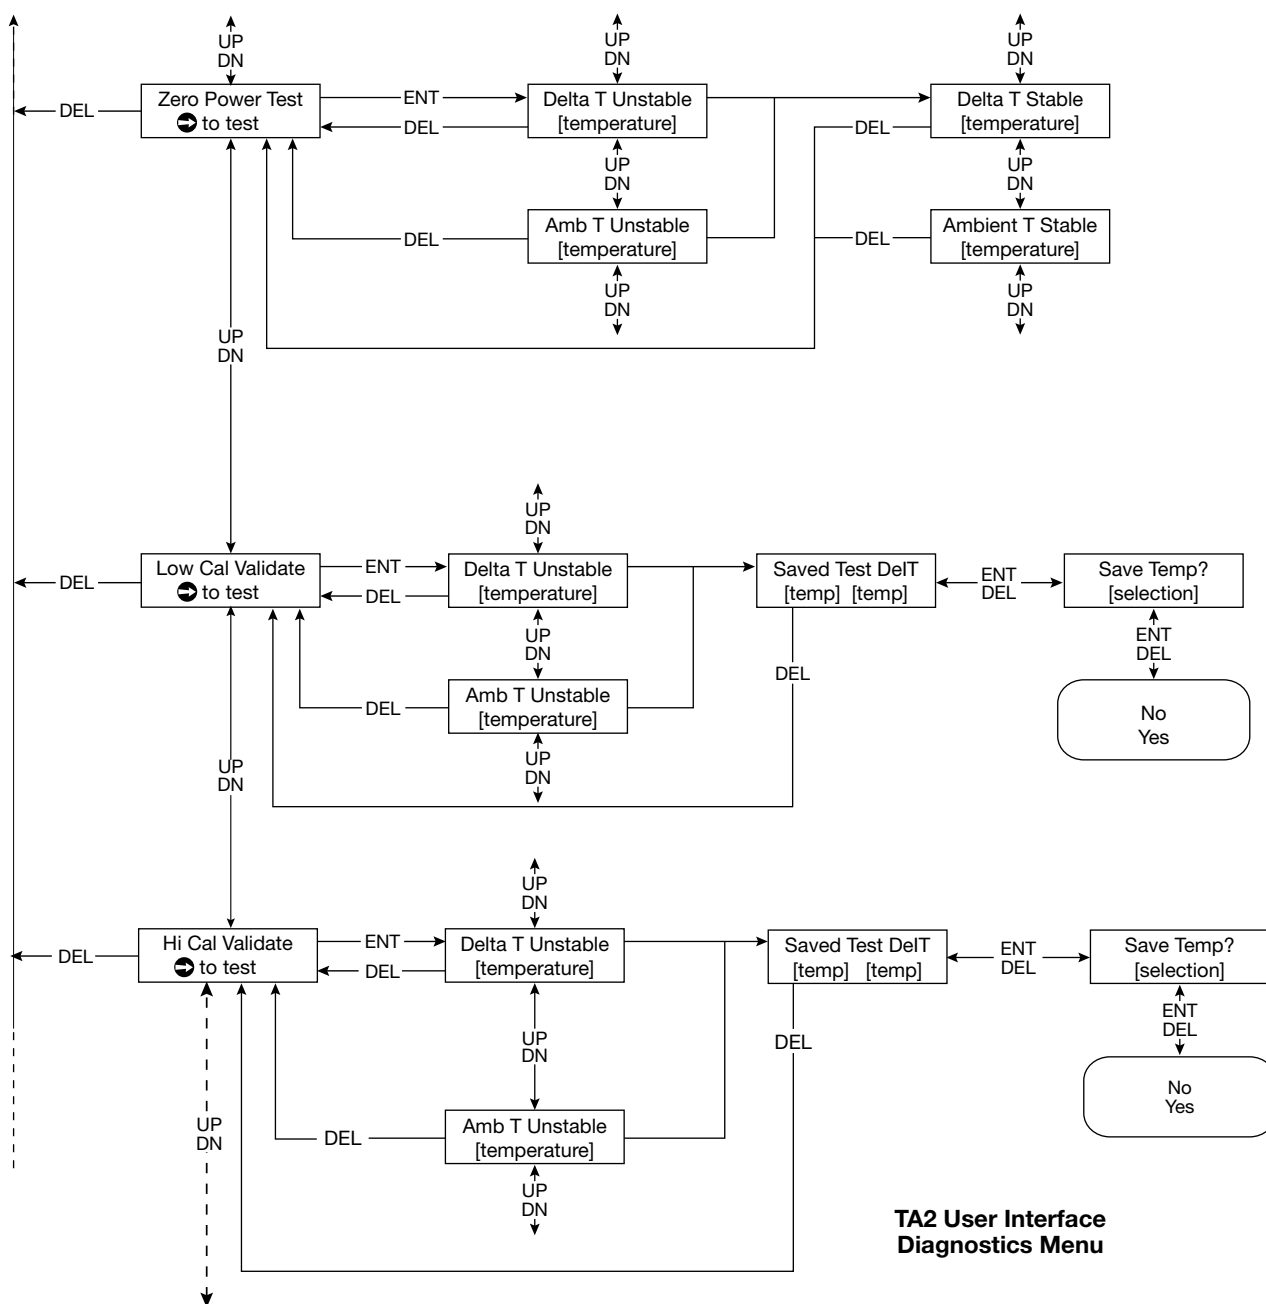 UP
DN
UP
DN
UP
DN
DEL
Zero Power Test
to test
ENT
DEL
Delta T Unstable
[temperature]
DEL
Delta T Stable
[temperature]
UP
DN
UP
DN
DEL
Amb T Unstable
[temperature]
DEL
Ambient T Stable
[temperature]
UP
DN
UP
DN
UP
DN
UP
DN
DEL
Low Cal Validate
to test
ENT
DEL
Delta T Unstable
[temperature]
Saved Test DelT
[temp] [temp]
ENT
DEL
Save Temp?
[selection]
UP
DN
ENT
DEL
DEL
DEL
Amb T Unstable
[temperature]
No
Yes
UP
DN
UP
DN
UP
DN
DEL
Hi Cal Validate
to test
ENT
DEL
Delta T Unstable
[temperature]
Saved Test DelT
[temp] [temp]
ENT
DEL
Save Temp?
[selection]
UP
DN
DEL
ENT
DEL
UP
DN
DEL
Amb T Unstable
[temperature]
No
Yes
UP
DN
TA2 User Interface
Diagnostics Menu